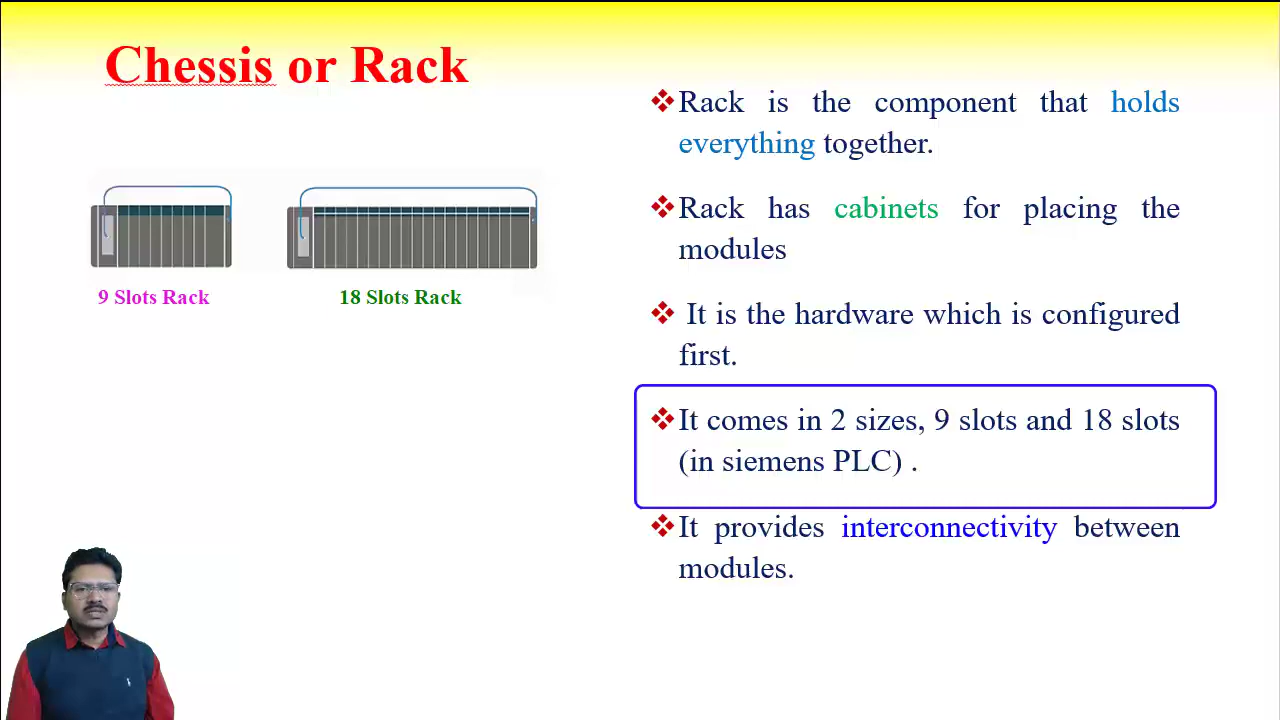 Chessis or Rack
9 Slots Rack
18 Slots Rack
❖Rack is the component that holds
everything together.
❖Rack has cabinets for placing the
modules
❖ It is the hardware which is configured
first.
❖It comes in 2 sizes, 9 slots and 18 slots
(in siemens PLC) .
❖It provides interconnectivity between
modules.